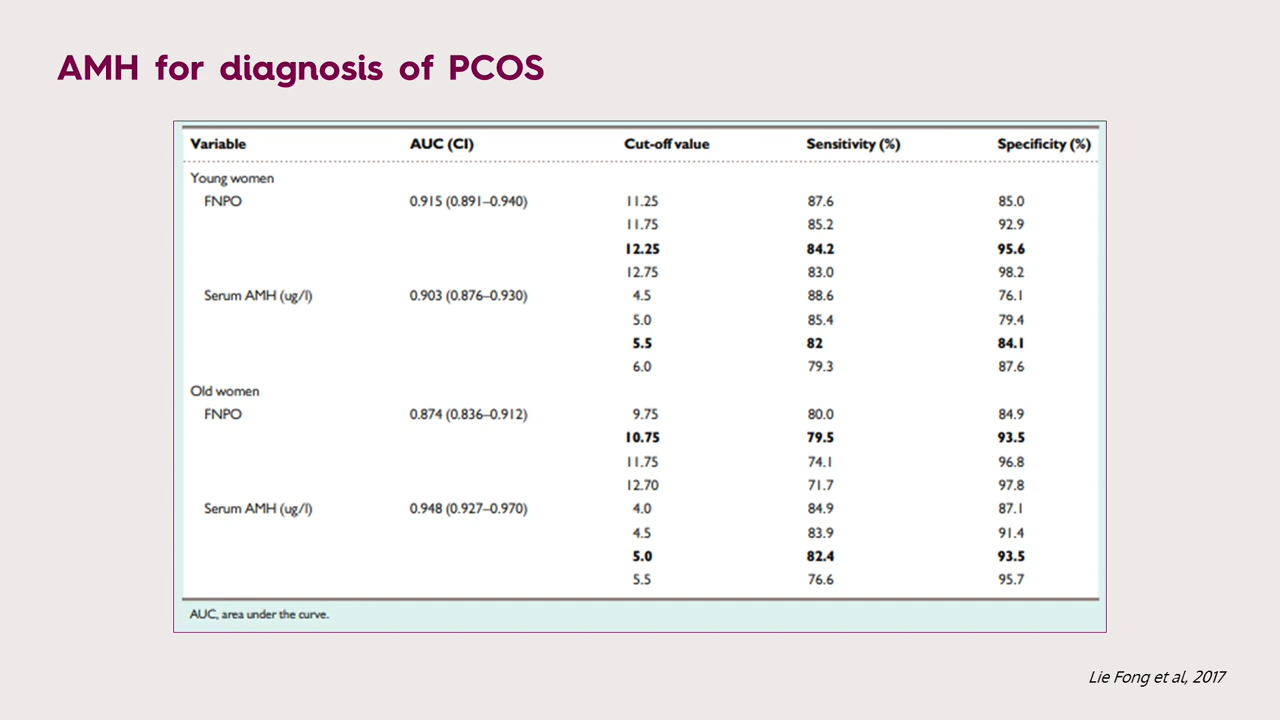 AMH for diagnosis of PCOS
Variable AUC (CI) Cut-off value Sensitivity (%) Specificity (%)
Young women
FNPO 0.915 (0.891–0.940) 11.25 87.6 85.0
11.75 85.2 92.9
12.25 84.2 95.6
12.75 83.0 98.2
Serum AMH (ug/l) 0.903 (0.876–0.930) 4.5 88.6 76.1
5.0 85.4 79.4
5.5 82 84.1
6.0 79.3 87.6
Old women
FNPO 0.874 (0.836–0.912) 9.75 80.0 84.9
10.75 79.5 93.5
11.75 74.1 96.8
12.70 71.7 97.8
Serum AMH (ug/l) 0.948 (0.927–0.970) 4.0 84.9 87.1
4.5 83.9 91.4
5.0 82.4 93.5
5.5 76.6 95.7
AUC, area under the curve.
Lie Fong et al, 2017